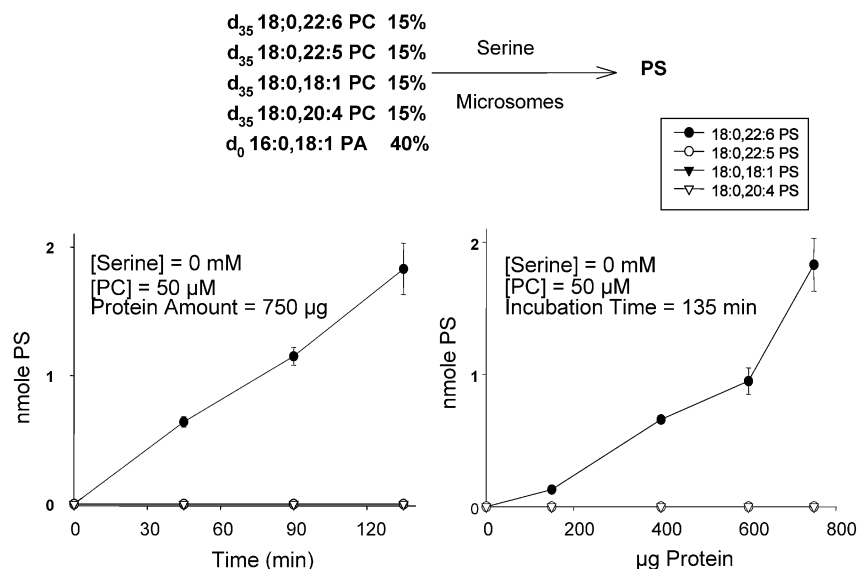 d35 18;0,22:6 PC 15%
d35 18:0,22:5 PC 15%
d35 18:0,18:1 PC 15%
d35 18:0,20:4 PC 15%
d0 16:0,18:1 PA 40%
Serine
Microsomes
PS
18:0,22:6 PS
18:0,22:5 PS
18:0,18:1 PS
18:0,20:4 PS
[Serine] = 0 mM
[PC] = 50 µM
Protein Amount = 750 µg
nmole PS
2
1
0
0 30 60 90 120
Time (min)
[Serine] = 0 mM
[PC] = 50 µM
Incubation Time = 135 min
nmole PS
2
1
0
0 200 400 600 800
µg Protein